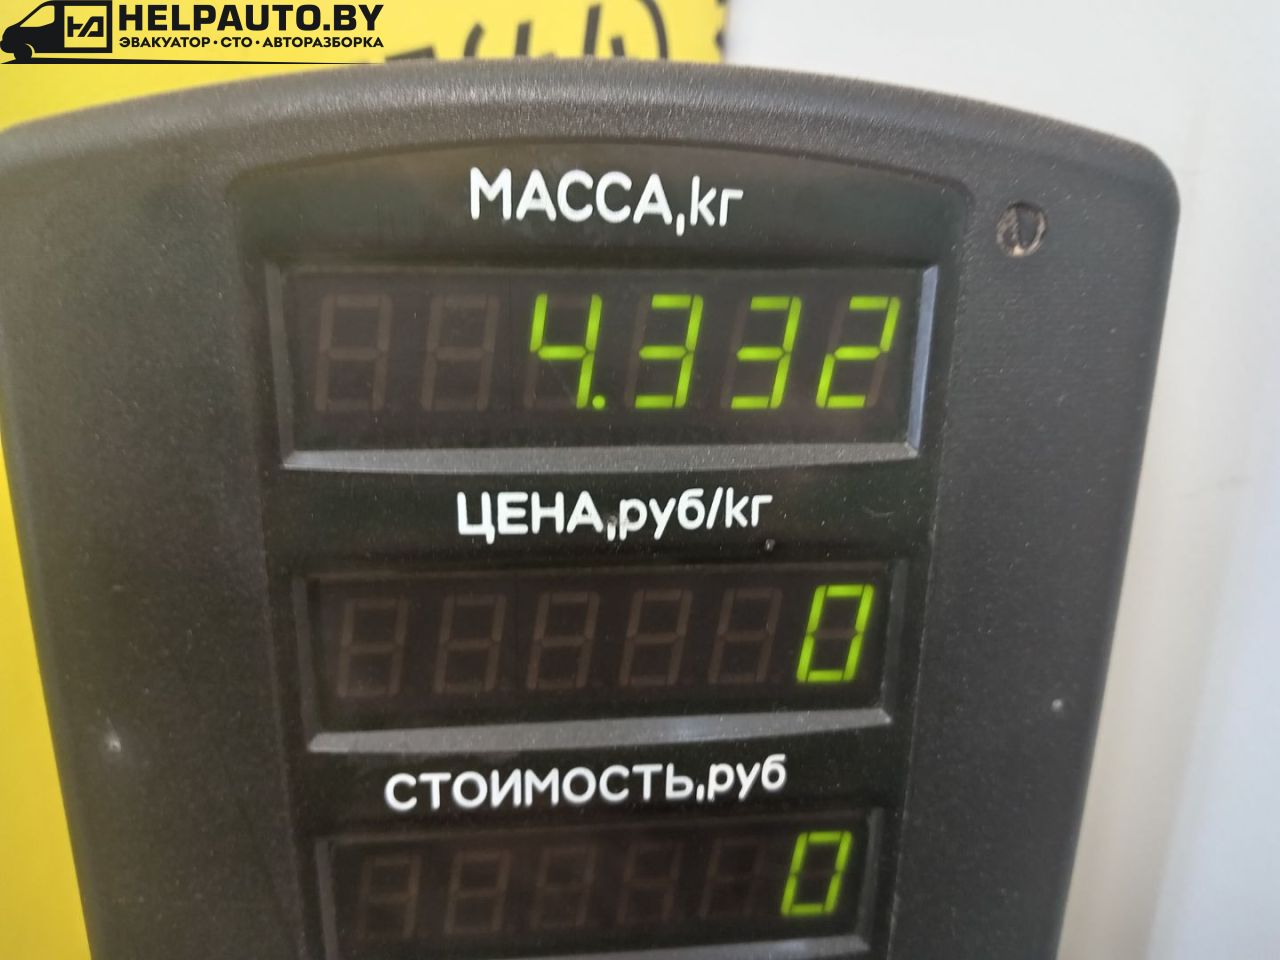 HELPAUTO.BY
ЭВАКУАТОР·СТО·АВТОРАЗБОРКА
МАССА,кг
4.332
ЦЕНА,руб/кг
0
СТОИМОСТЬ,руб
0